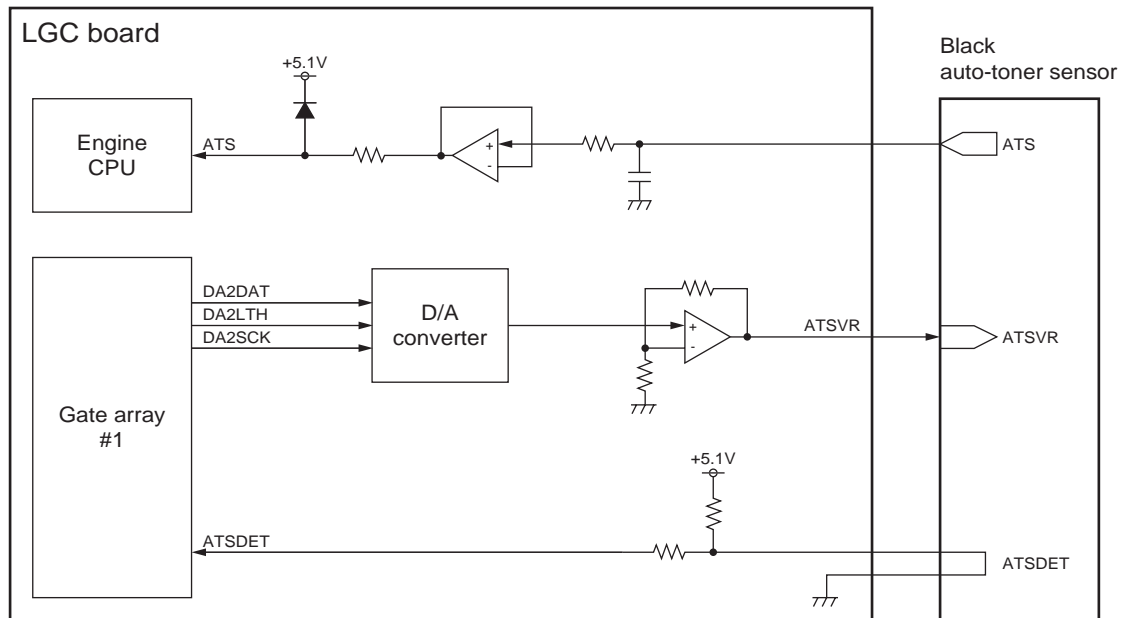 LGC board
Black
auto-toner sensor
+5.1V
Engine
CPU
ATS
+
-
ATS
DA2DAT
DA2LTH
DA2SCK
D/A
converter
+
-
ATSVR
ATSVR
Gate array
#1
+5.1V
ATSDET
ATSDET